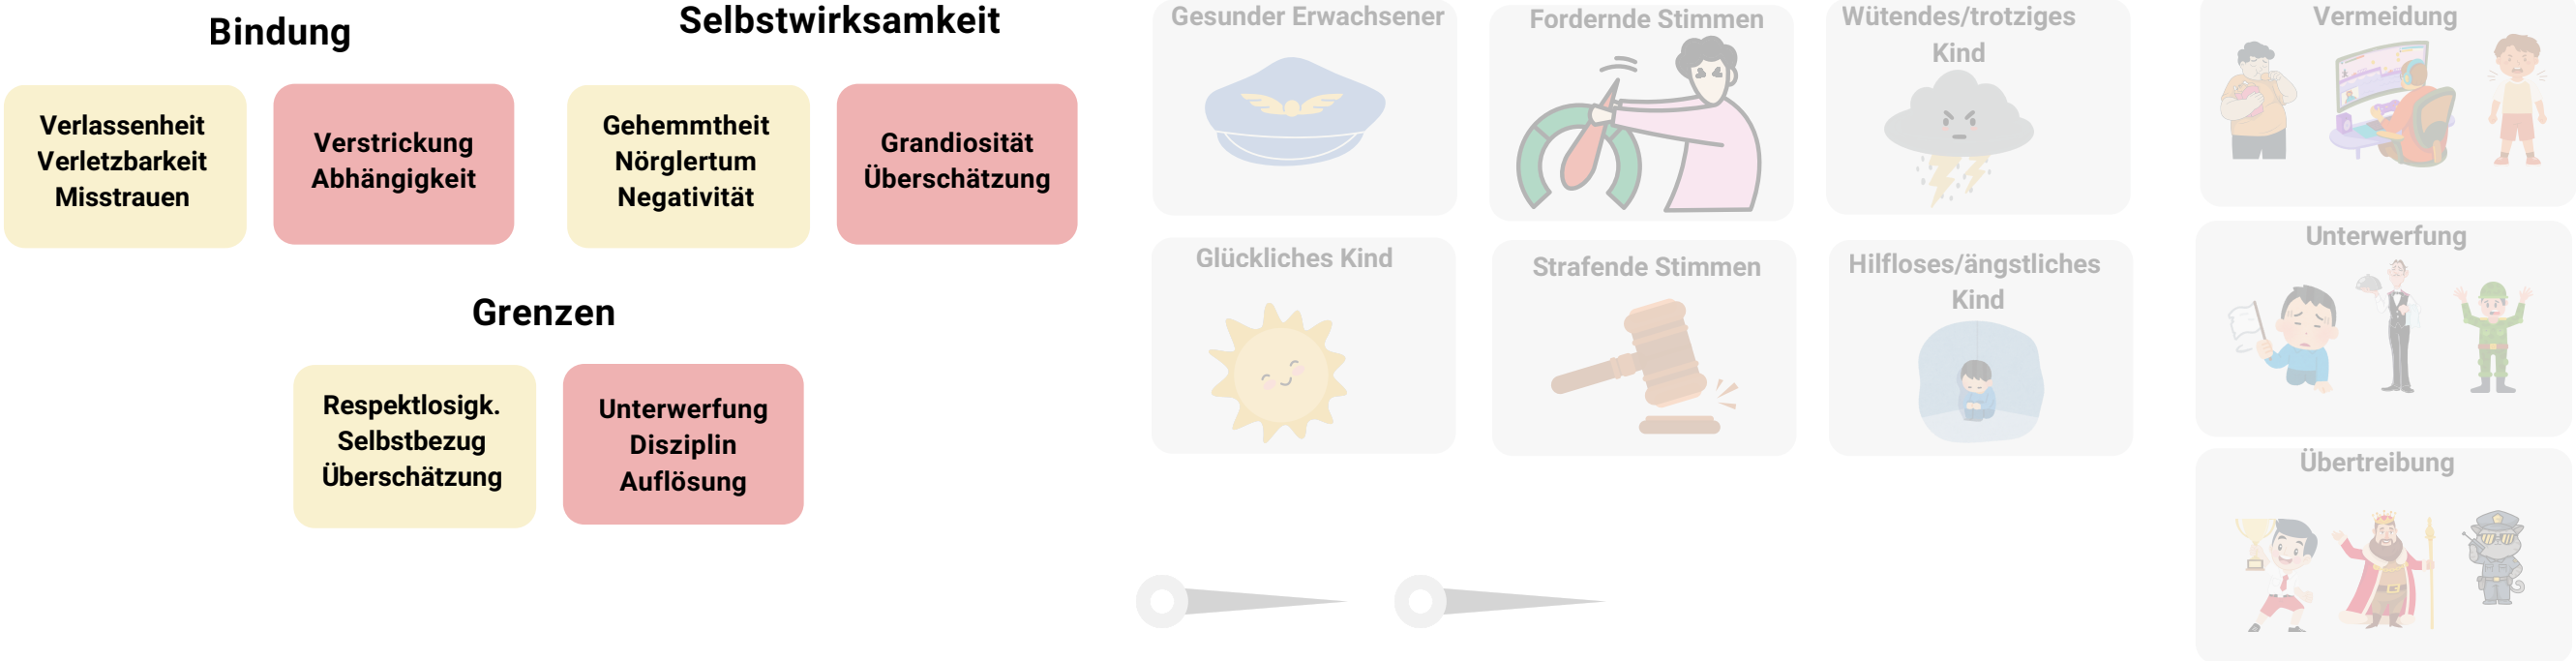 Bindung
Verlassenheit
Verletzbarkeit
Misstrauen
Verstrickung
Abhängigkeit
Selbstwirksamkeit
Gehemmtheit
Nörglertum
Negativität
Grandiosität
Überschätzung
Grenzen
Respektlosigk.
Selbstbezug
Überschätzung
Unterwerfung
Disziplin
Auflösung
Gesunder Erwachsener
Fordernde Stimmen
Wütendes/trotziges
Kind
Glückliches Kind
Strafende Stimmen
Hilfloses/ängstliches
Kind
Vermeidung
Unterwerfung
Übertreibung